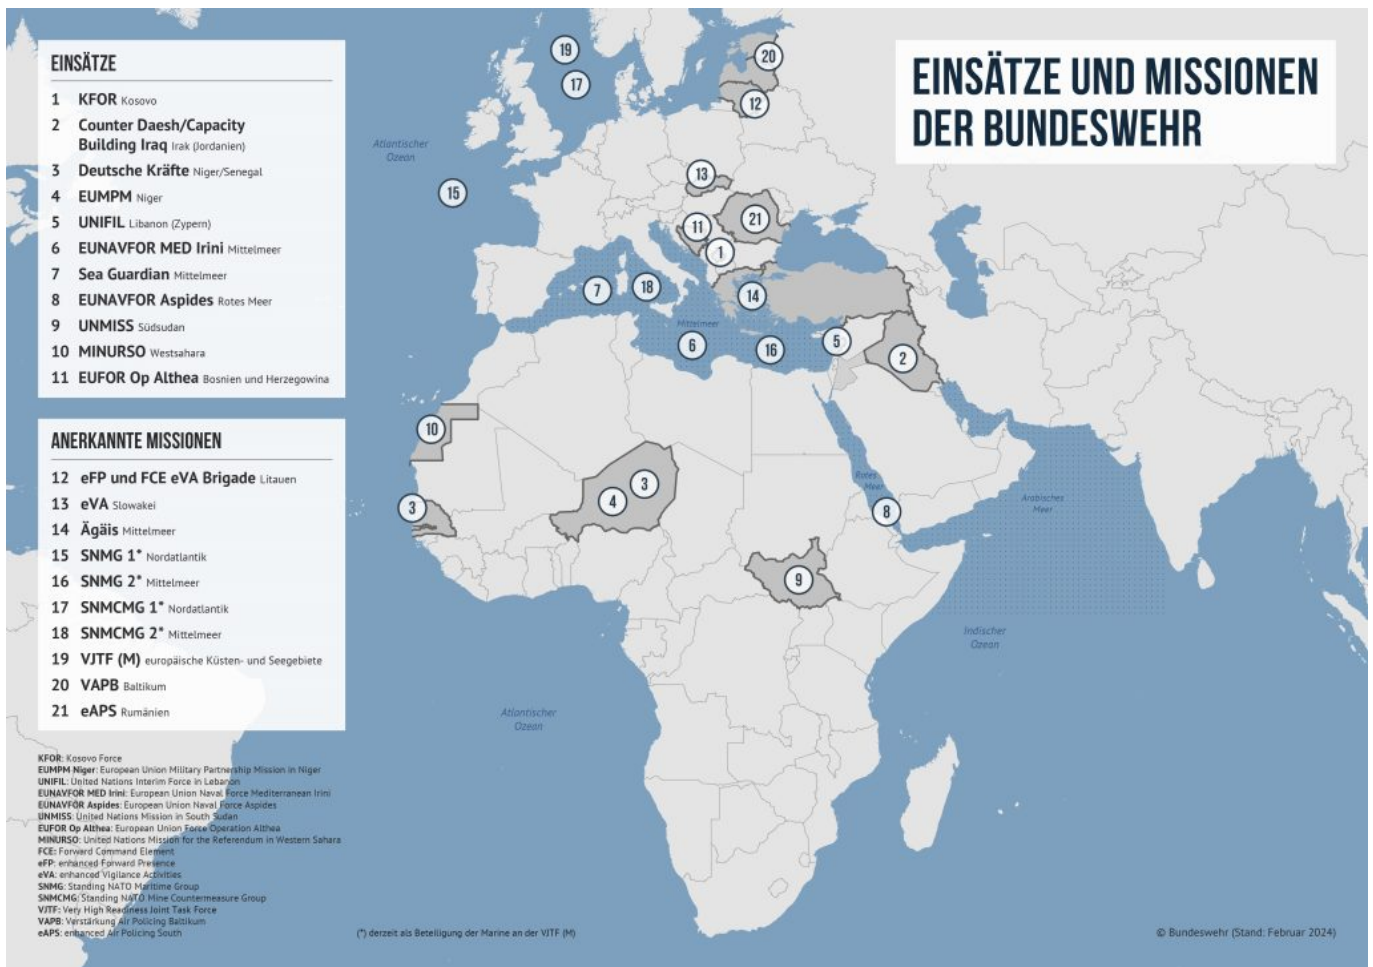 EINSÄTZE UND MISSIONEN
DER BUNDESWEHR
EINSÄTZE
1 KFOR Kosovo
2 Counter Daesh/Capacity
Building Iraq Irak (Jordanien)
3 Deutsche Kräfte Niger/Senegal
4 EUMPM Niger
5 UNIFIL Libanon (Zypern)
6 EUNAVFOR MED Irini Mittelmeer
7 Sea Guardian Mittelmeer
8 EUNAVFOR Aspides Rotes Meer
9 UNMISS Südsudan
10 MINURSO Westsahara
11 EUFOR Op Althea Bosnien und Herzegowina
ANERKANNTE MISSIONEN
12 eFP und FCE eVA Brigade Litauen
13 eVA Slowakei
14 Ägäis Mittelmeer
15 SNMG 1* Nordatlantik
16 SNMG 2* Mittelmeer
17 SNMCMG 1* Nordatlantik
18 SNMCMG 2* Mittelmeer
19 VJTF (M) europäische Küsten- und Seegebiete
20 VAPB Baltikum
21 eAPS Rumänien
KFOR: Kosovo Force
EUMPM Niger: European Union Military Partnership Mission in Niger
UNIFIL: United Nations Interim Force in Lebanon
EUNAVFOR MED Irini: European Union Naval Force Mediterranean Irini
EUNAVFOR Aspides: European Union Naval Force Aspides
UNMISS: United Nations Mission in South Sudan
EUFOR Op Althea: European Union Force Operation Althea
MINURSO: United Nations Mission for the Referendum in Western Sahara
FCE: Forward Command Element
eFP: enhanced Forward Presence
eVA: enhanced Vigilance Activities
SNMG: Standing NATO Maritime Group
SNMCMG: Standing NATO Mine Countermeasure Group
VJTF: Very High Readiness Joint Task Force
VAPB: Verstärkung Air Policing Baltikum
eAPS: enhanced Air Policing South
19
20
17
12
Atlantischer
Ozean
13
15
21
11
1
7
18
14
Mittelmeer
6
16
5
2
10
3
4
3
Rotes
Meer
8
Arabisches
Meer
9
Indischer
Ozean
Atlantischer
Ozean
(*) derzeit als Beteiligung der Marine an der VJTF (M)
© Bundeswehr (Stand: Februar 2024)